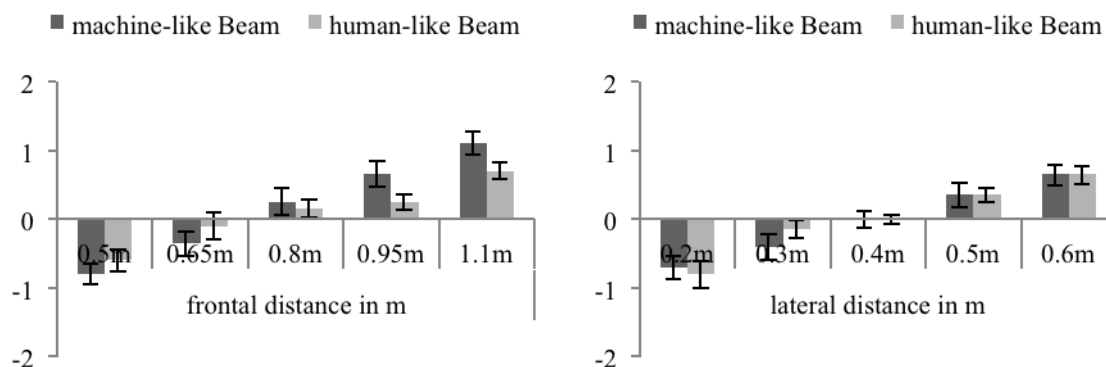 machine-like Beam human-like Beam
2
1
0
-1
-2
0.5m 0.65m 0.8m 0.95m 1.1m
frontal distance in m
machine-like Beam human-like Beam
2
1
0
-1
-2
0.2m 0.3m 0.4m 0.5m 0.6m
lateral distance in m